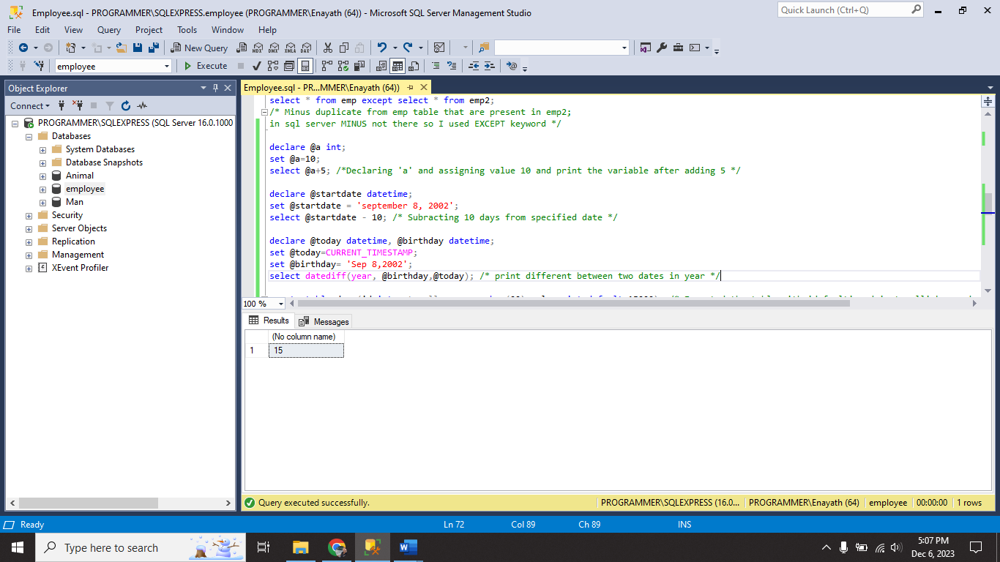 Employee.sql - PROGRAMMER\SQLEXPRESS.employee (PROGRAMMER\Enayath (64)) - Microsoft SQL Server Management Studio
Quick Launch (Ctrl+Q)
File Edit View Query Project Tools Window Help
New Query MDX DMX XMLA DAX
employee Execute
Object Explorer
Connect
PROGRAMMER\SQLEXPRESS (SQL Server 16.0.1000
Databases
System Databases
Database Snapshots
Animal
employee
Man
Security
Server Objects
Replication
Management
XEvent Profiler
Employee.sql - PR...MMER\Enayath (64))
select * from emp except select * from emp2;
/* Minus duplicate from emp table that are present in emp2;
in sql server MINUS not there so I used EXCEPT keyword */
declare @a int;
set @a=10;
select @a+5; /*Declaring 'a' and assigning value 10 and print the variable after adding 5 */
declare @startdate datetime;
set @startdate = 'september 8, 2002';
select @startdate - 10; /* Subracting 10 days from specified date */
declare @today datetime, @birthday datetime;
set @today=CURRENT_TIMESTAMP;
set @birthday= 'Sep 8,2002';
select datediff(year, @birthday,@today); /* print different between two dates in year */
100 %
Results Messages
(No column name)
1 15
Query executed successfully. PROGRAMMER\SQLEXPRESS (16.0... PROGRAMMER\Enayath (64) employee 00:00:00 1 rows
Ready Ln 72 Col 89 Ch 89 INS
Type here to search
5:07 PM
Dec 6, 2023